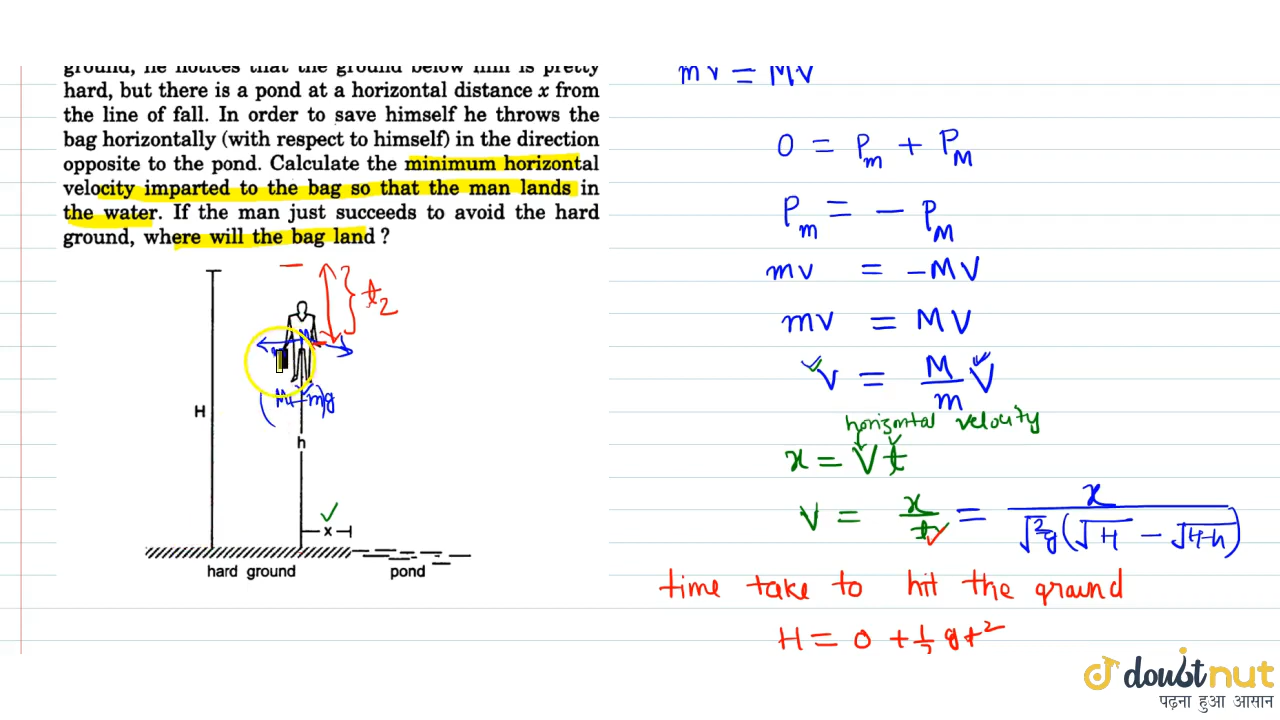 ground, he notices that the ground below him is pretty
hard, but there is a pond at a horizontal distance x from
the line of fall. In order to save himself he throws the
bag horizontally (with respect to himself) in the direction
opposite to the pond. Calculate the minimum horizontal
velocity imparted to the bag so that the man lands in
the water. If the man just succeeds to avoid the hard
ground, where will the bag land ?
t₂
(M+m)g
H
h
x
hard ground
pond
mv = MV
0 = Pm + PM
Pm = - PM
mv = -MV
mv = MV
v = M/m V
horizontal velocity
x = Vt
V = x/t = x/(√2/g(√H - √H-h))
time take to hit the ground
H = 0 + 1/2 gt²
doubtnut
पढ़ना हुआ आसान